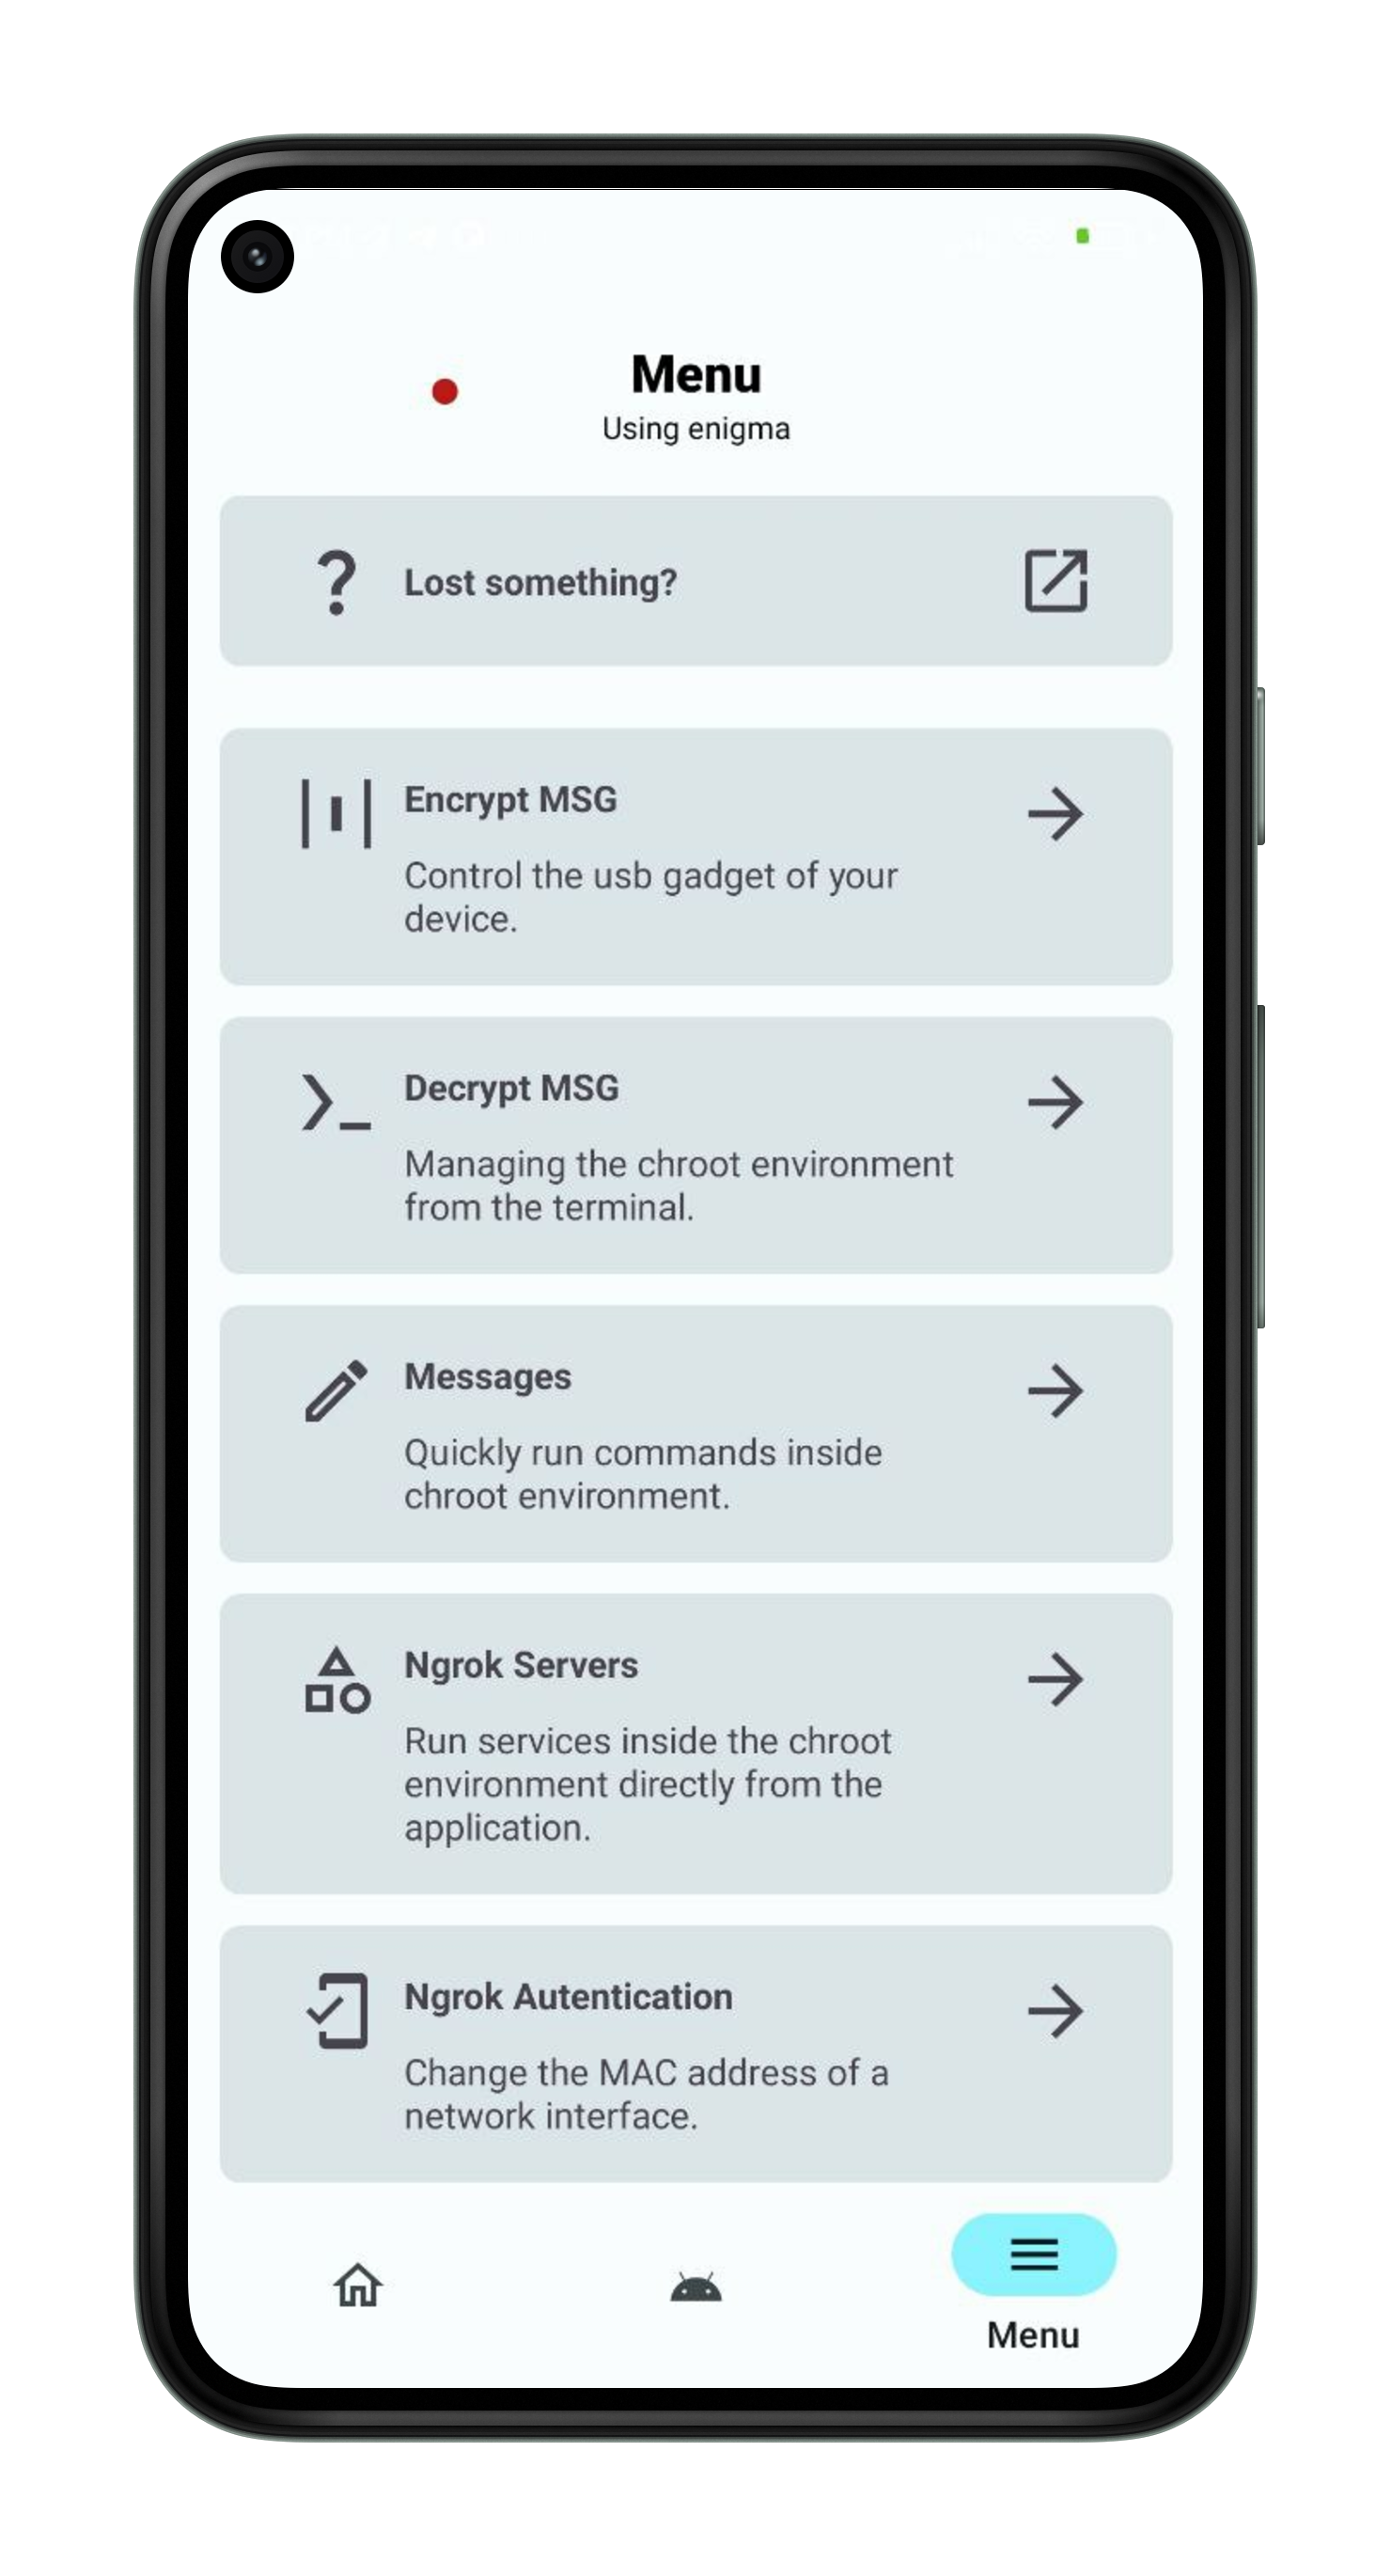 Menu
Using enigma
Lost something?
Encrypt MSG
Control the usb gadget of your
device.
Decrypt MSG
Managing the chroot environment
from the terminal.
Messages
Quickly run commands inside
chroot environment.
Ngrok Servers
Run services inside the chroot
environment directly from the
application.
Ngrok Autentication
Change the MAC address of a
network interface.
Menu